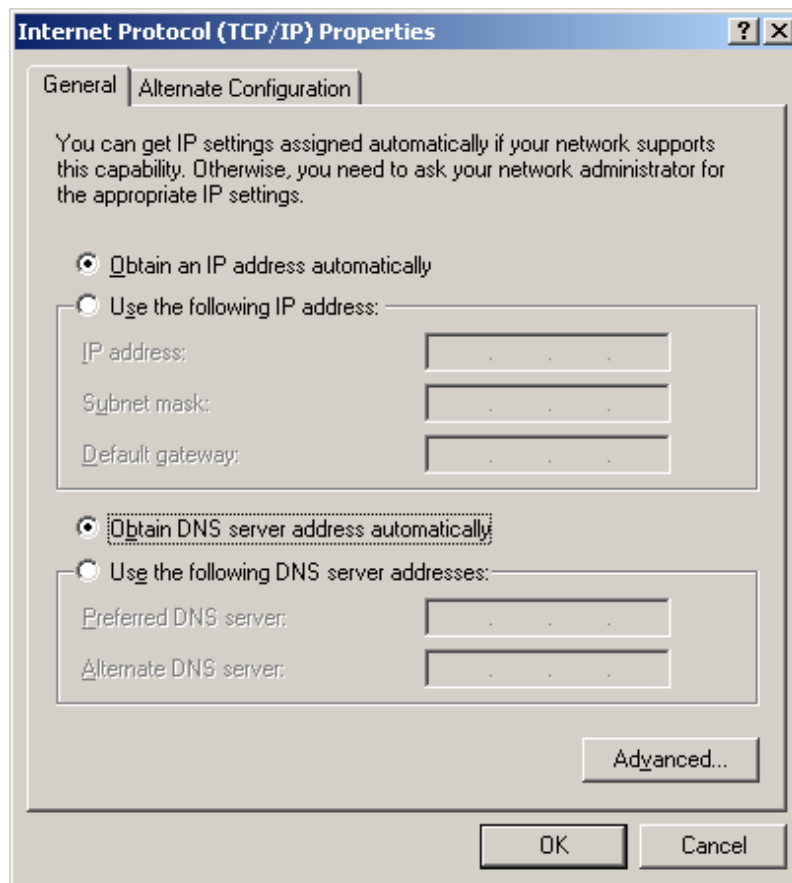 Internet Protocol (TCP/IP) Properties
General
Alternate Configuration
You can get IP settings assigned automatically if your network supports
this capability. Otherwise, you need to ask your network administrator for
the appropriate IP settings.
Obtain an IP address automatically
Use the following IP address:
IP address:
Subnet mask:
Default gateway:
Obtain DNS server address automatically
Use the following DNS server addresses:
Preferred DNS server:
Alternate DNS server:
Advanced...
OK
Cancel